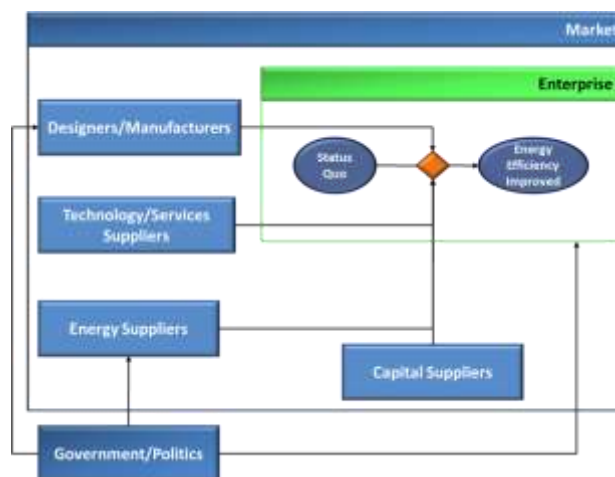 Market
Enterprise
Designers/Manufacturers
Status
Quo
Energy
Efficiency
Improved
Technology/Services
Suppliers
Energy Suppliers
Capital Suppliers
Government/Politics